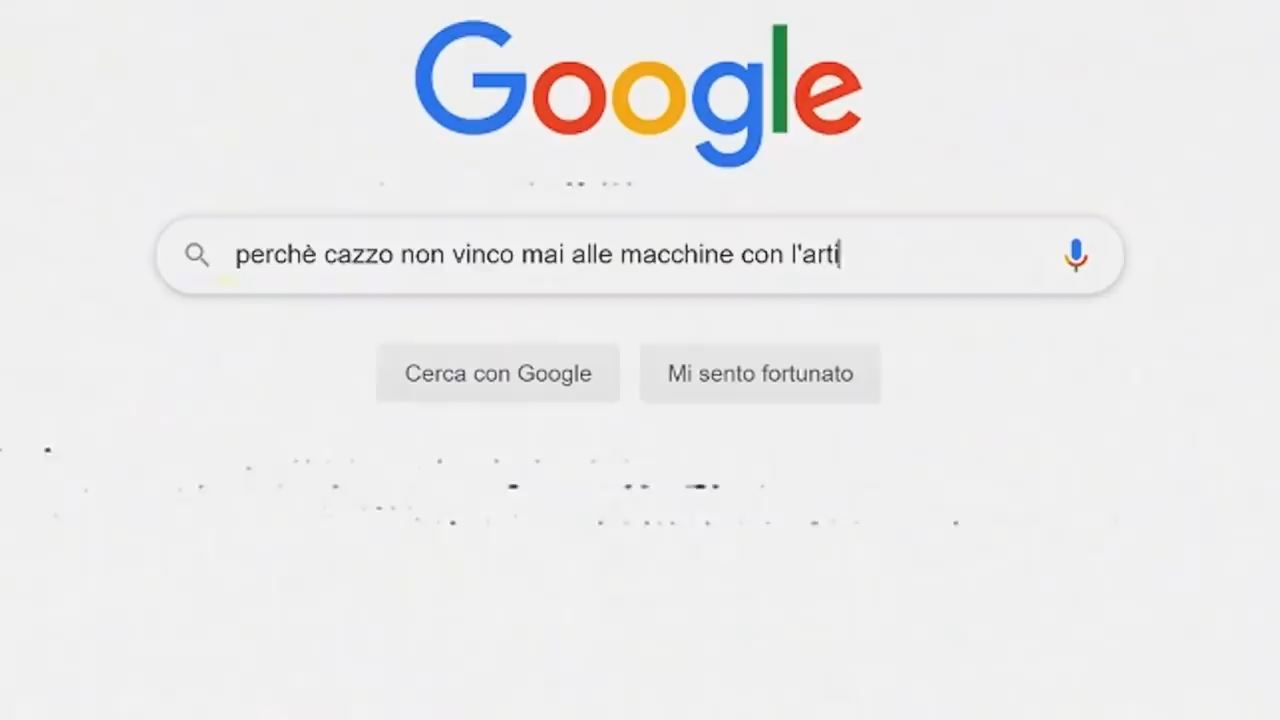 Google
perchè cazzo non vinco mai alle macchine con l'arti
Cerca con Google
Mi sento fortunato